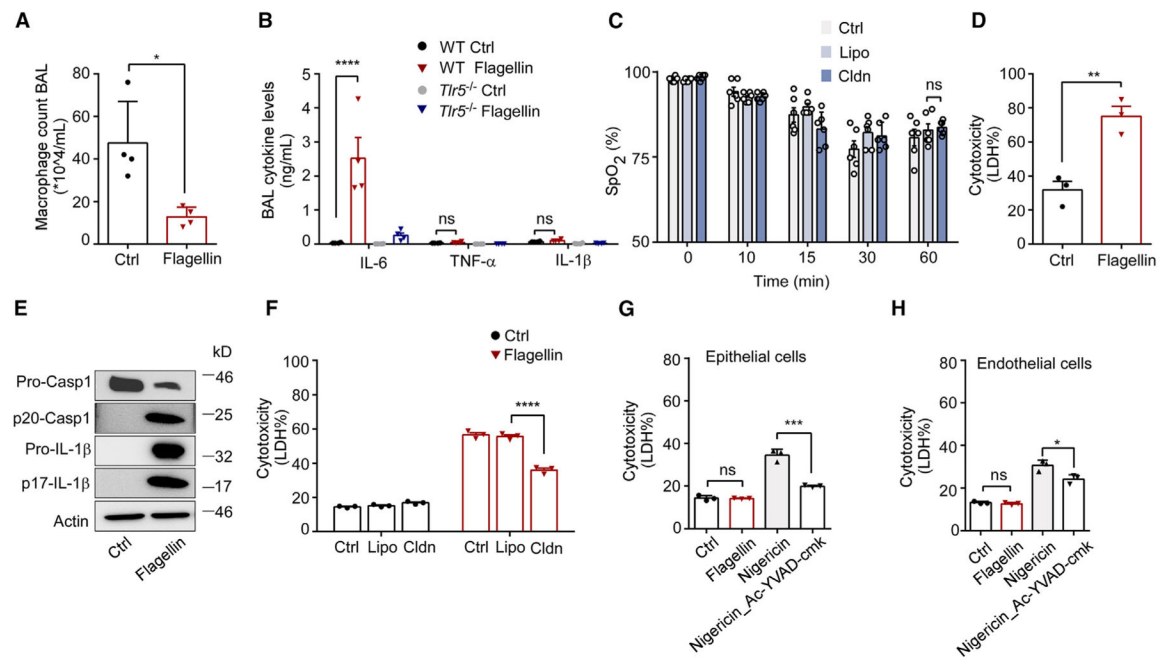 A
*
Macrophage count BAL
(*10^4/mL)
80
60
40
20
0
Ctrl
Flagellin
B
WT Ctrl
WT Flagellin
Tlr5-/- Ctrl
Tlr5-/- Flagellin
****
ns
ns
BAL cytokine levels
(ng/mL)
6
5
4
3
2
1
0
IL-6
TNF-α
IL-1β
C
Ctrl
Lipo
Cldn
ns
SpO2 (%)
100
75
50
0
10
15
30
60
Time (min)
D
**
Cytotoxicity
(LDH%)
100
80
60
40
20
0
Ctrl
Flagellin
E
kD
Pro-Casp1
46
p20-Casp1
25
Pro-IL-1β
32
p17-IL-1β
17
Actin
46
Ctrl
Flagellin
F
Ctrl
Flagellin
****
Cytotoxicity
(LDH%)
100
80
60
40
20
0
Ctrl Lipo Cldn
Ctrl Lipo Cldn
G
Epithelial cells
***
ns
Cytotoxicity
(LDH%)
80
60
40
20
0
Ctrl
Flagellin
Nigericin
Nigericin_Ac-YVAD-cmk
H
Endothelial cells
*
ns
Cytotoxicity
(LDH%)
80
60
40
20
0
Ctrl
Flagellin
Nigericin
Nigericin_Ac-YVAD-cmk